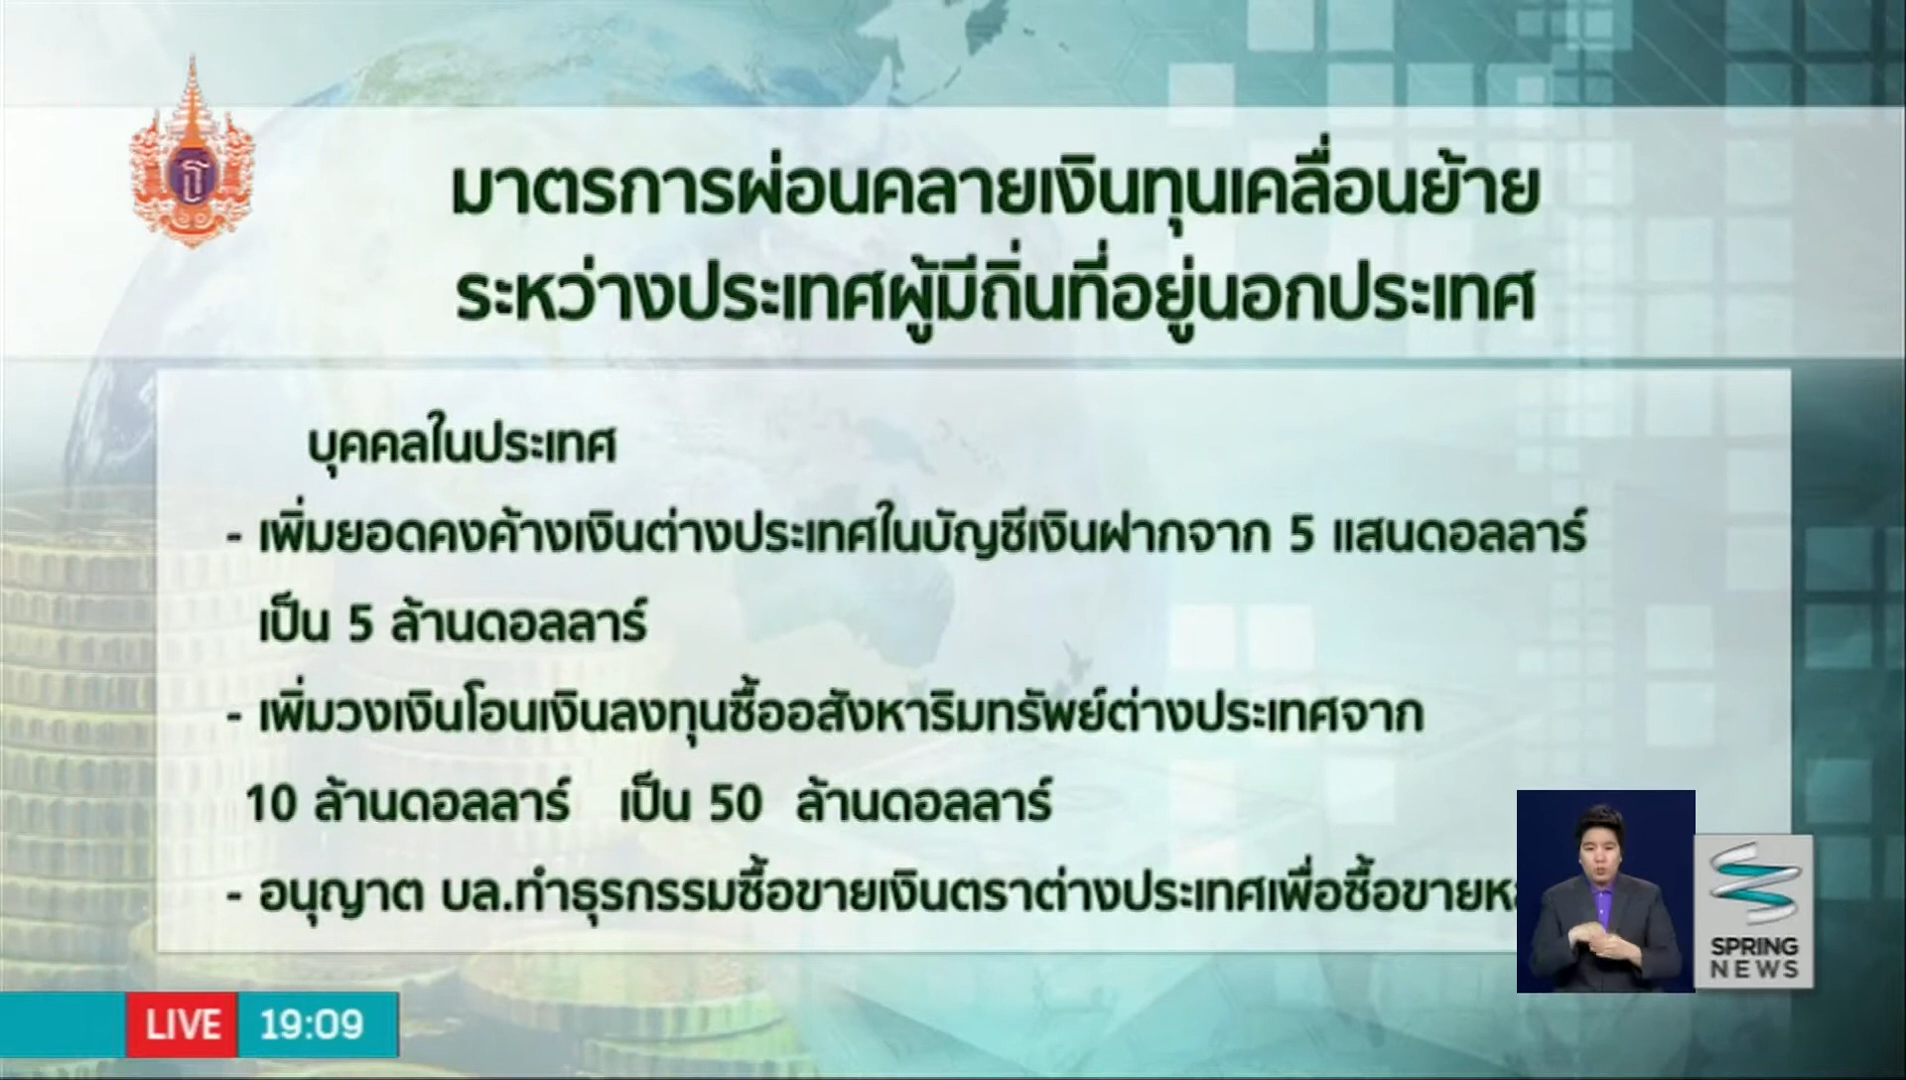 มาตรการผ่อนคลายเงินทุนเคลื่อนย้าย
ระหว่างประเทศผู้มีถิ่นที่อยู่นอกประเทศ
บุคคลในประเทศ
- เพิ่มยอดคงค้างเงินต่างประเทศในบัญชีเงินฝากจาก 5 แสนดอลลาร์
เป็น 5 ล้านดอลลาร์
- เพิ่มวงเงินโอนเงินลงทุนซื้ออสังหาริมทรัพย์ต่างประเทศจาก
10 ล้านดอลลาร์ เป็น 50 ล้านดอลลาร์
- อนุญาต บล.ทำธุรกรรมซื้อขายเงินตราต่างประเทศเพื่อซื้อขาย
SPRING
NEWS
LIVE 19:09